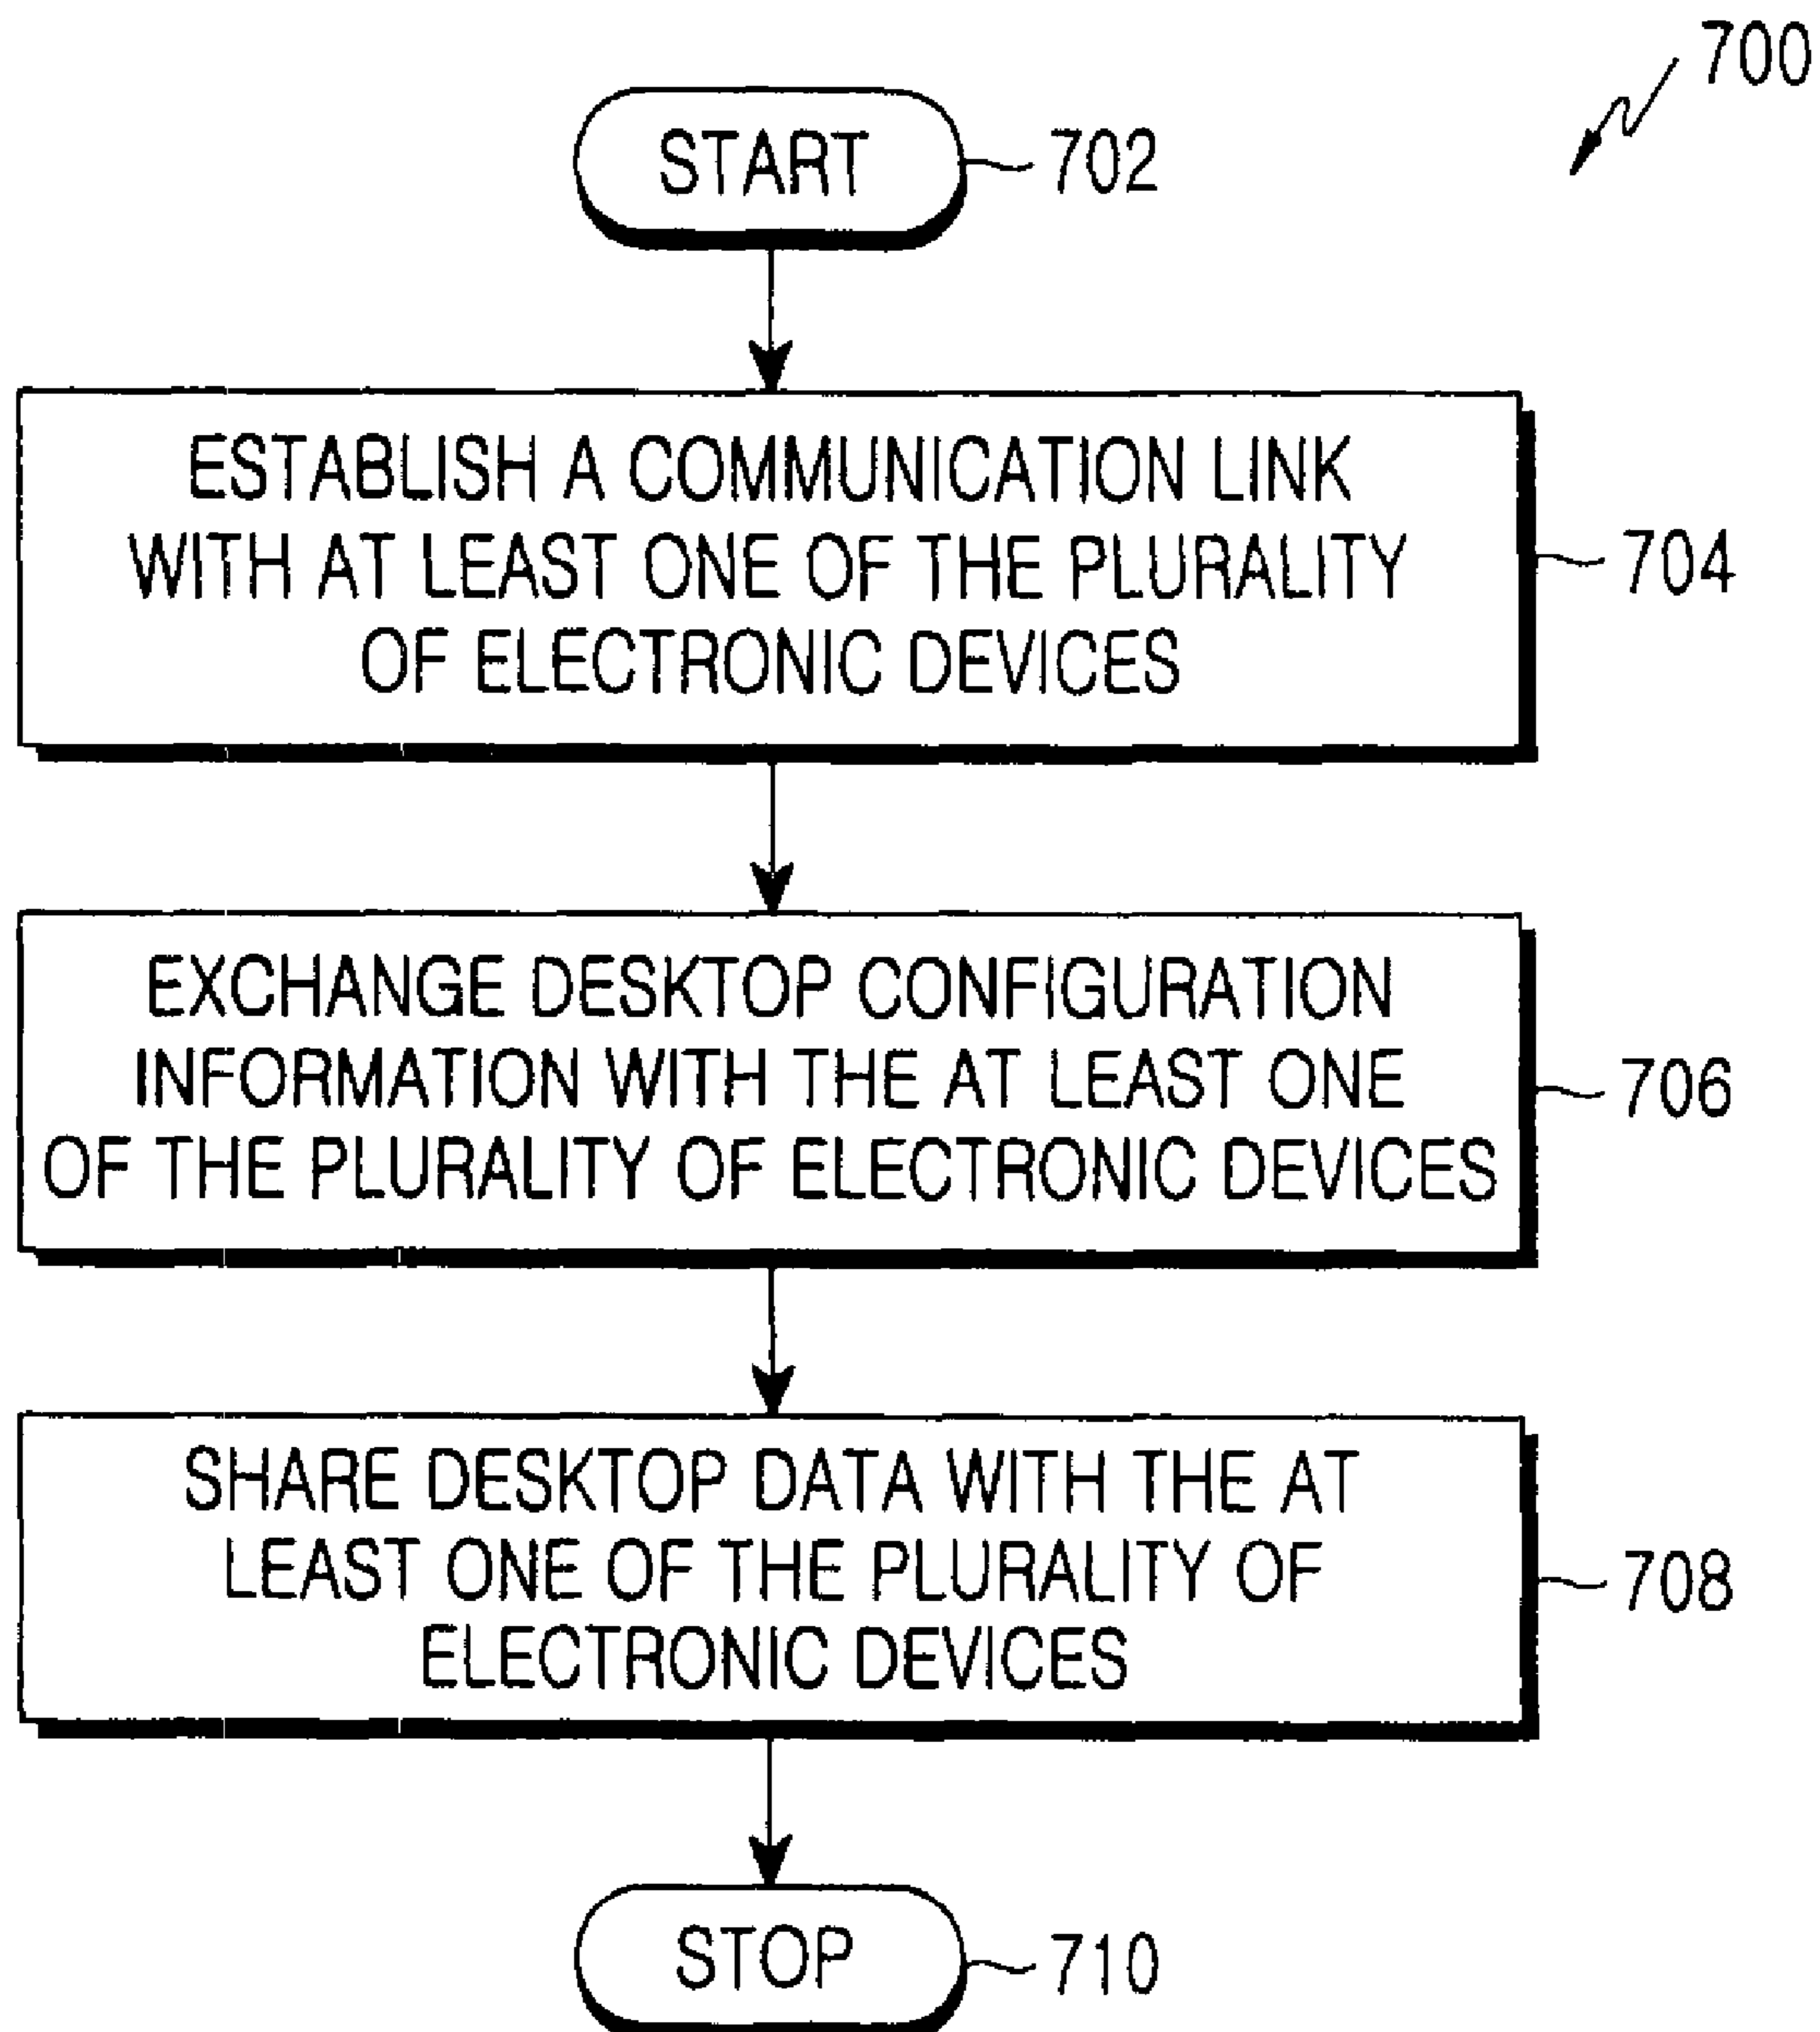 700
START
702
ESTABLISH A COMMUNICATION LINK
WITH AT LEAST ONE OF THE PLURALITY
OF ELECTRONIC DEVICES
704
EXCHANGE DESKTOP CONFIGURATION
INFORMATION WITH THE AT LEAST ONE
OF THE PLURALITY OF ELECTRONIC DEVICES
706
SHARE DESKTOP DATA WITH THE AT
LEAST ONE OF THE PLURALITY OF
ELECTRONIC DEVICES
708
STOP
710